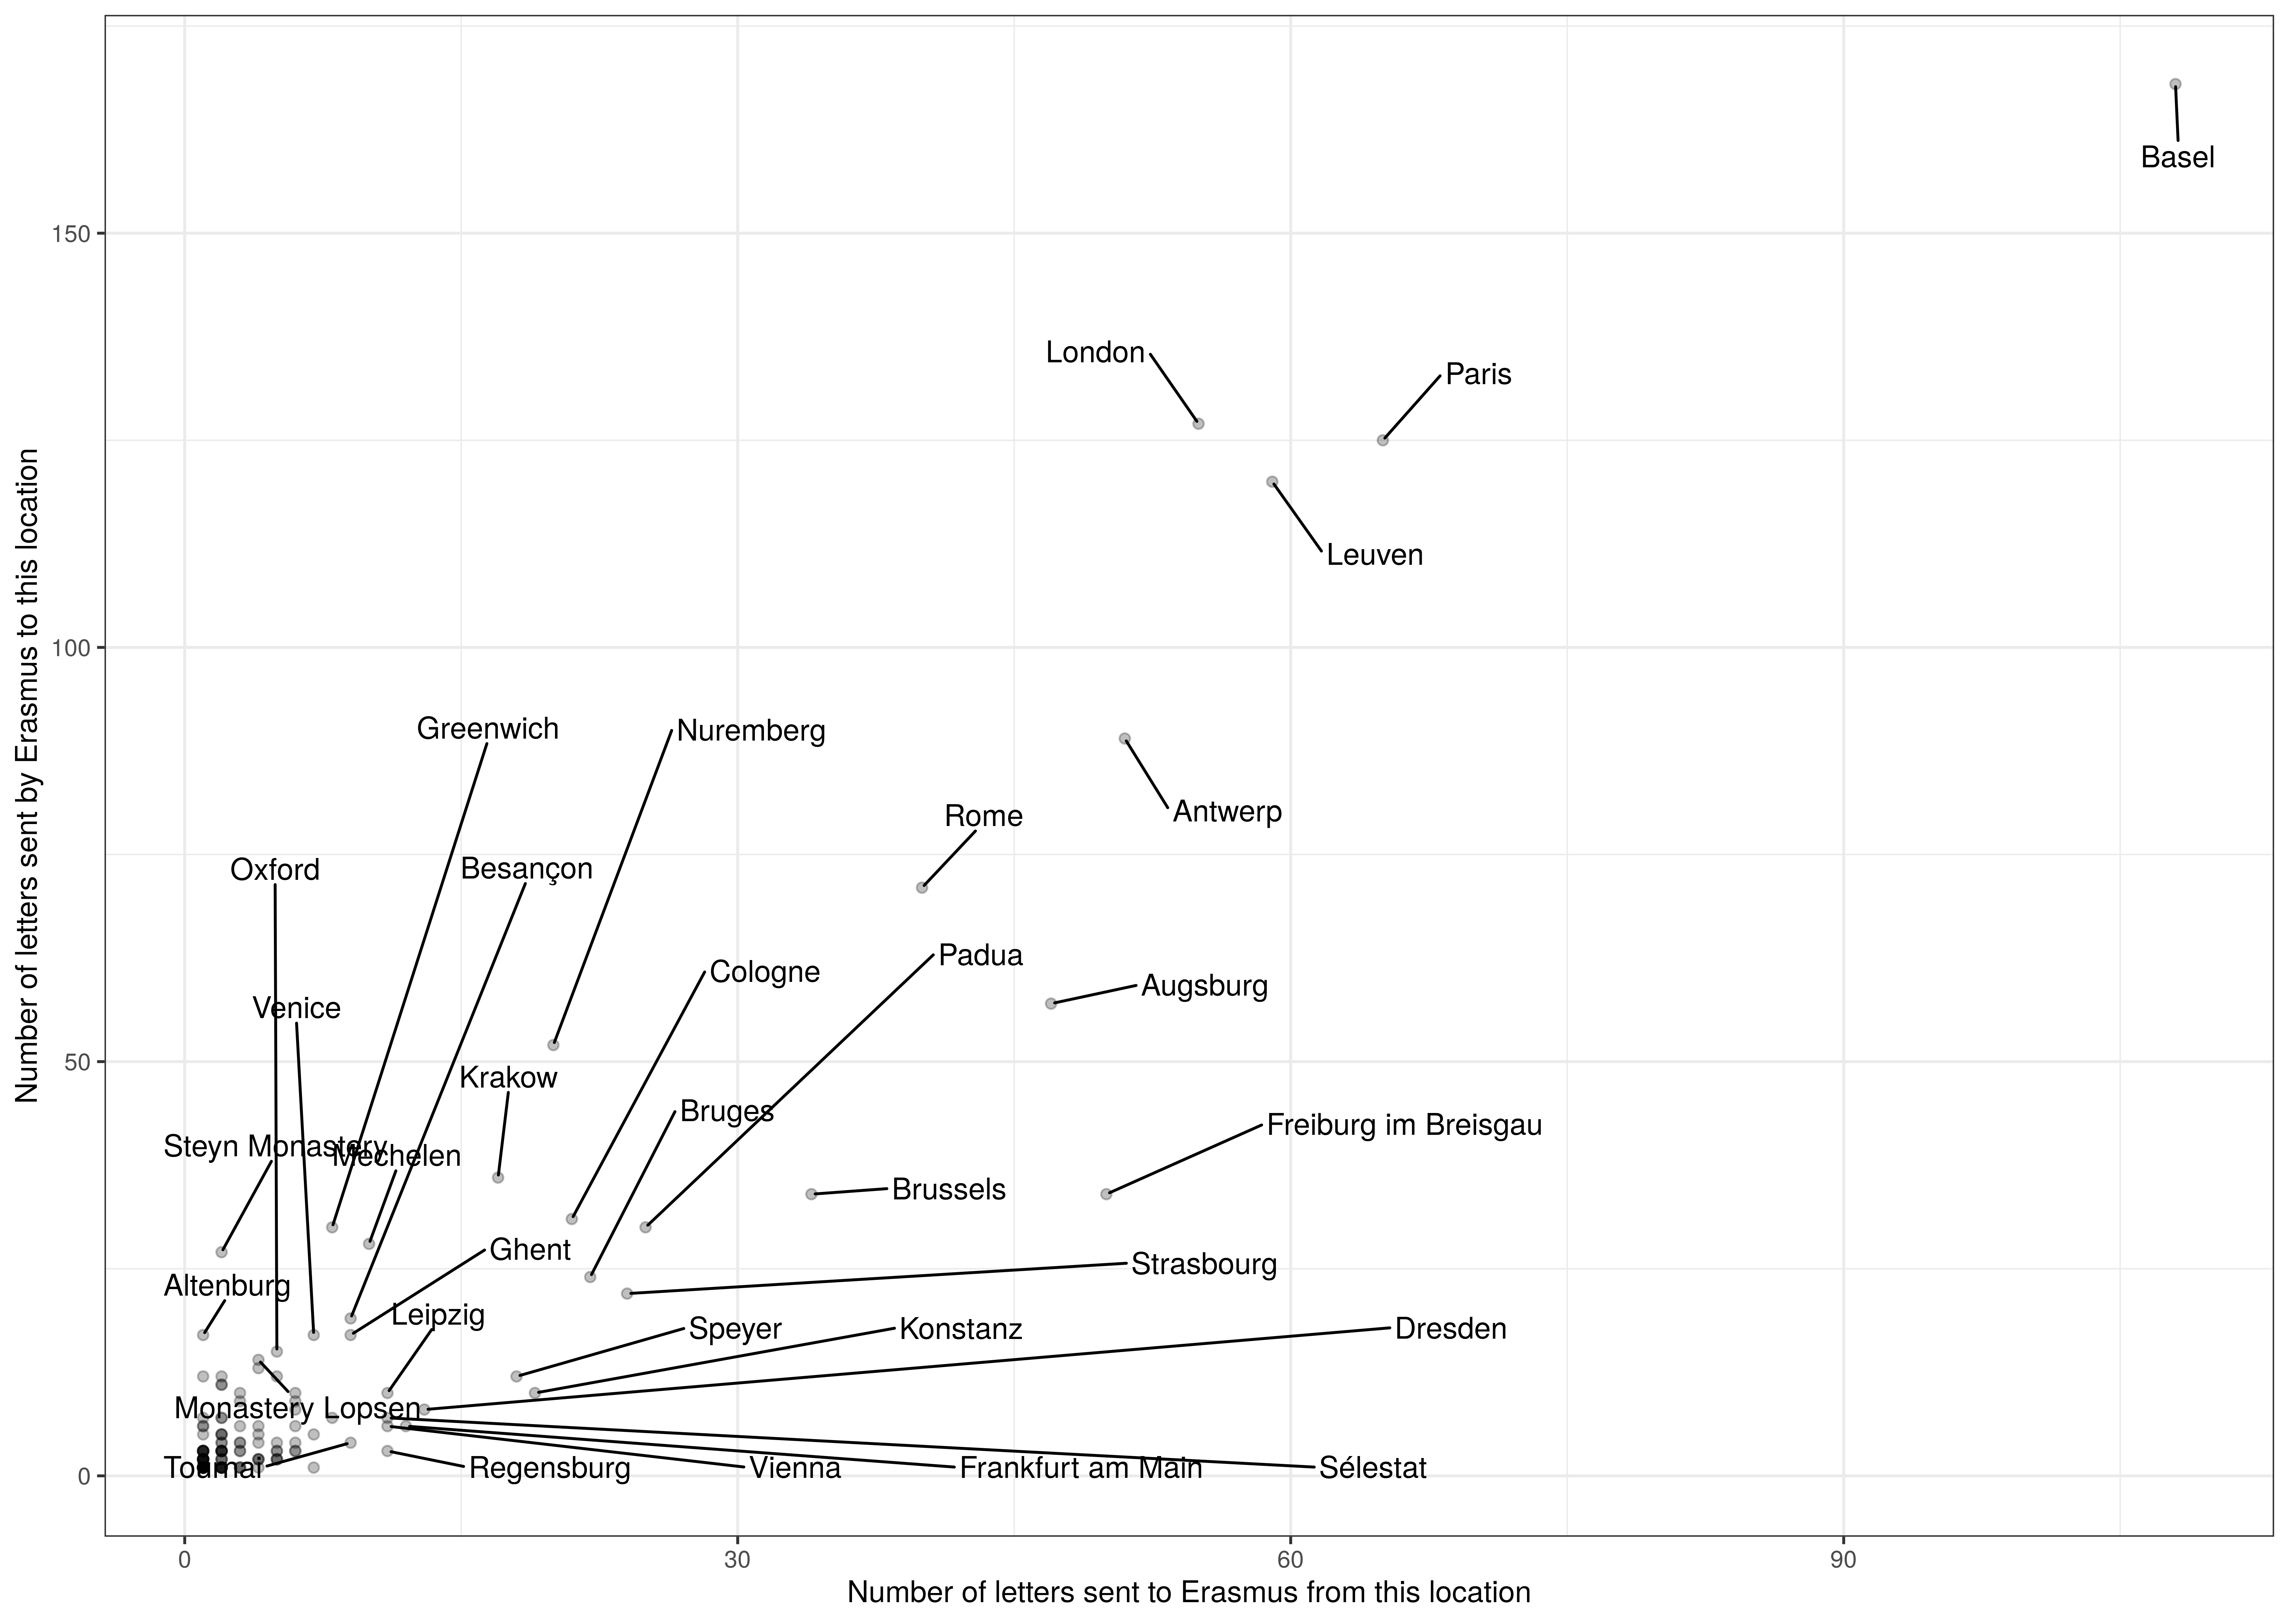 Basel
150
London
Paris
Leuven
100
Greenwich
Nuremberg
Antwerp
Rome
Oxford
Besançon
Padua
Cologne
Augsburg
Venice
50
Krakow
Bruges
Freiburg im Breisgau
Steyn Monastery
Mechelen
Brussels
Ghent
Strasbourg
Altenburg
Leipzig
Speyer
Konstanz
Dresden
Monastery Lopsen
Tournai
Regensburg
Vienna
Frankfurt am Main
Sélestat
0
0
30
60
90
Number of letters sent to Erasmus from this location
Number of letters sent by Erasmus to this location